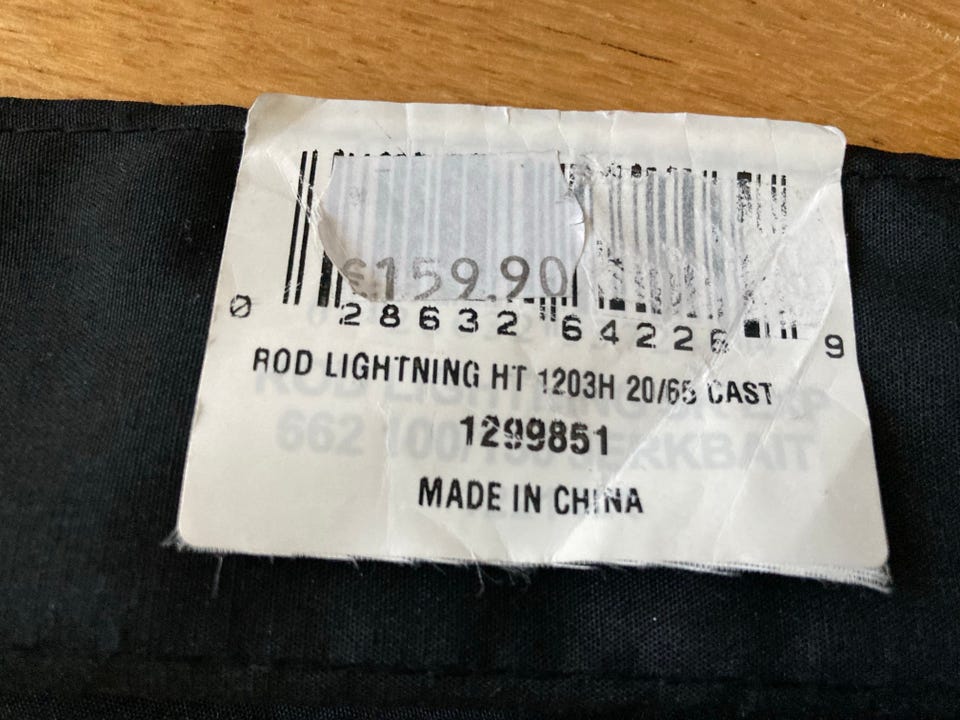 £159.90
0 28632 64226 9
ROD LIGHTNING HT 1203H 20/65 CAST
1299851
MADE IN CHINA